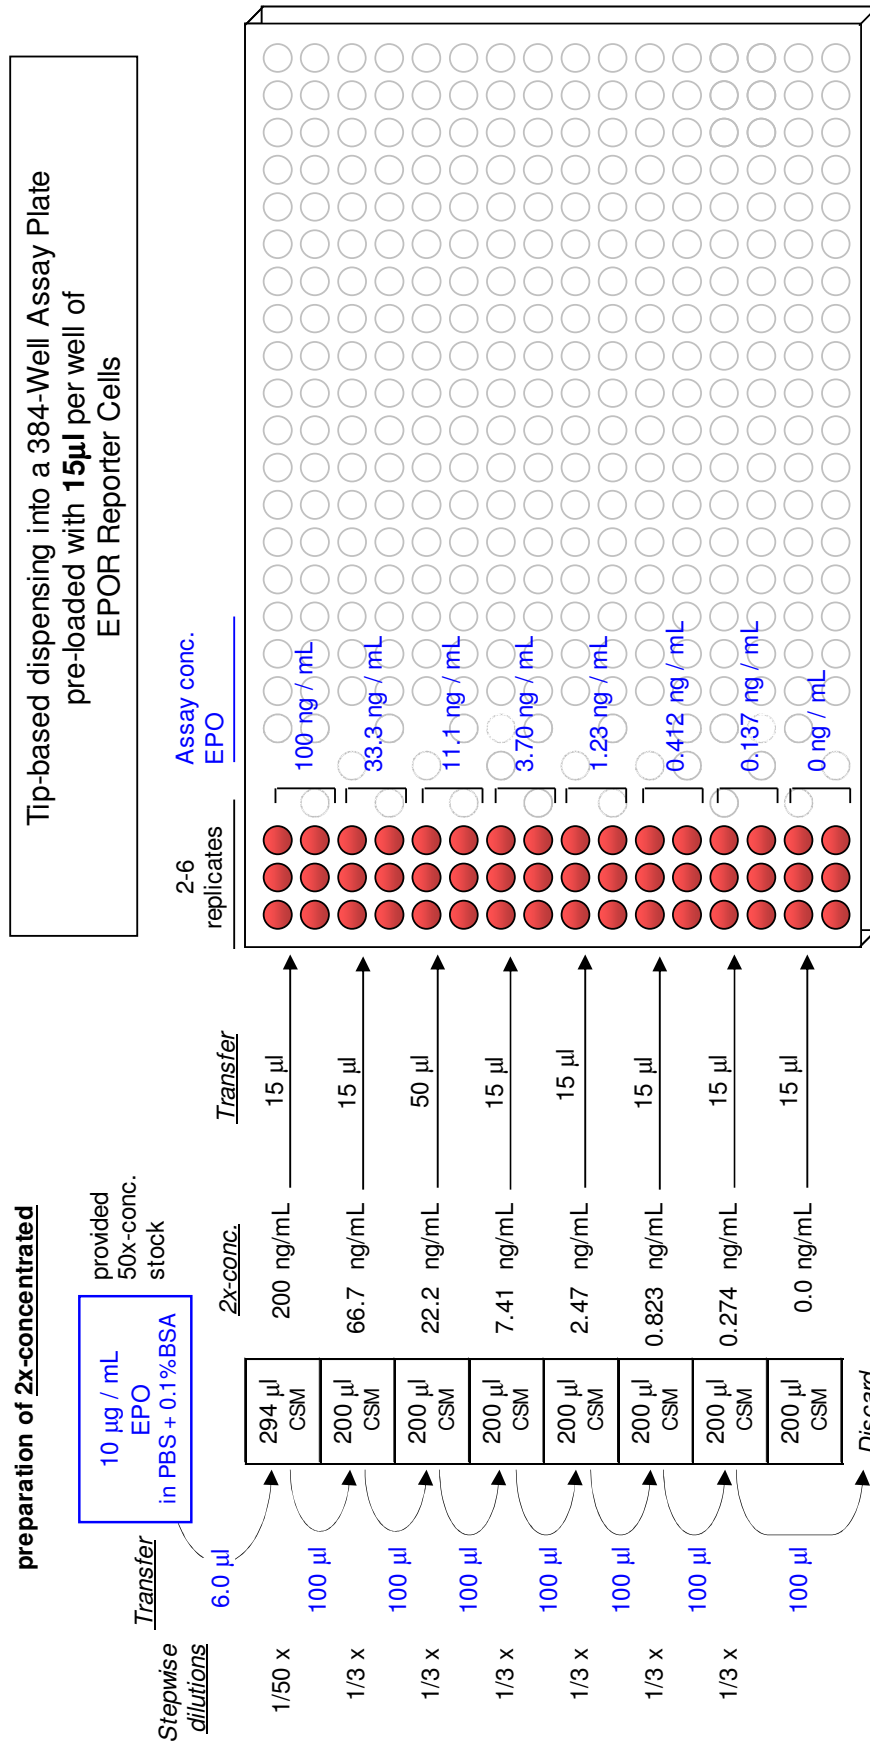 preparation of 2x-concentrated
Tip-based dispensing into a 384-Well Assay Plate
pre-loaded with 15µl per well of
EPOR Reporter Cells
10 µg / mL
EPO
in PBS + 0.1%BSA
provided
50x-conc.
stock
Stepwise
dilutions
Transfer
2x-conc.
Transfer
2-6
replicates
Assay conc.
EPO
1/50 x
6.0 µl
294 µl
CSM
200 ng/mL
15 µl
100 ng / mL
1/3 x
100 µl
200 µl
CSM
66.7 ng/mL
15 µl
33.3 ng / mL
1/3 x
100 µl
200 µl
CSM
22.2 ng/mL
50 µl
11.1 ng / mL
1/3 x
100 µl
200 µl
CSM
7.41 ng/mL
15 µl
3.70 ng / mL
1/3 x
100 µl
200 µl
CSM
2.47 ng/mL
15 µl
1.23 ng / mL
1/3 x
100 µl
200 µl
CSM
0.823 ng/mL
15 µl
0.412 ng / mL
1/3 x
100 µl
200 µl
CSM
0.274 ng/mL
15 µl
0.137 ng / mL
100 µl
200 µl
CSM
0.0 ng/mL
15 µl
0 ng / mL
Discard